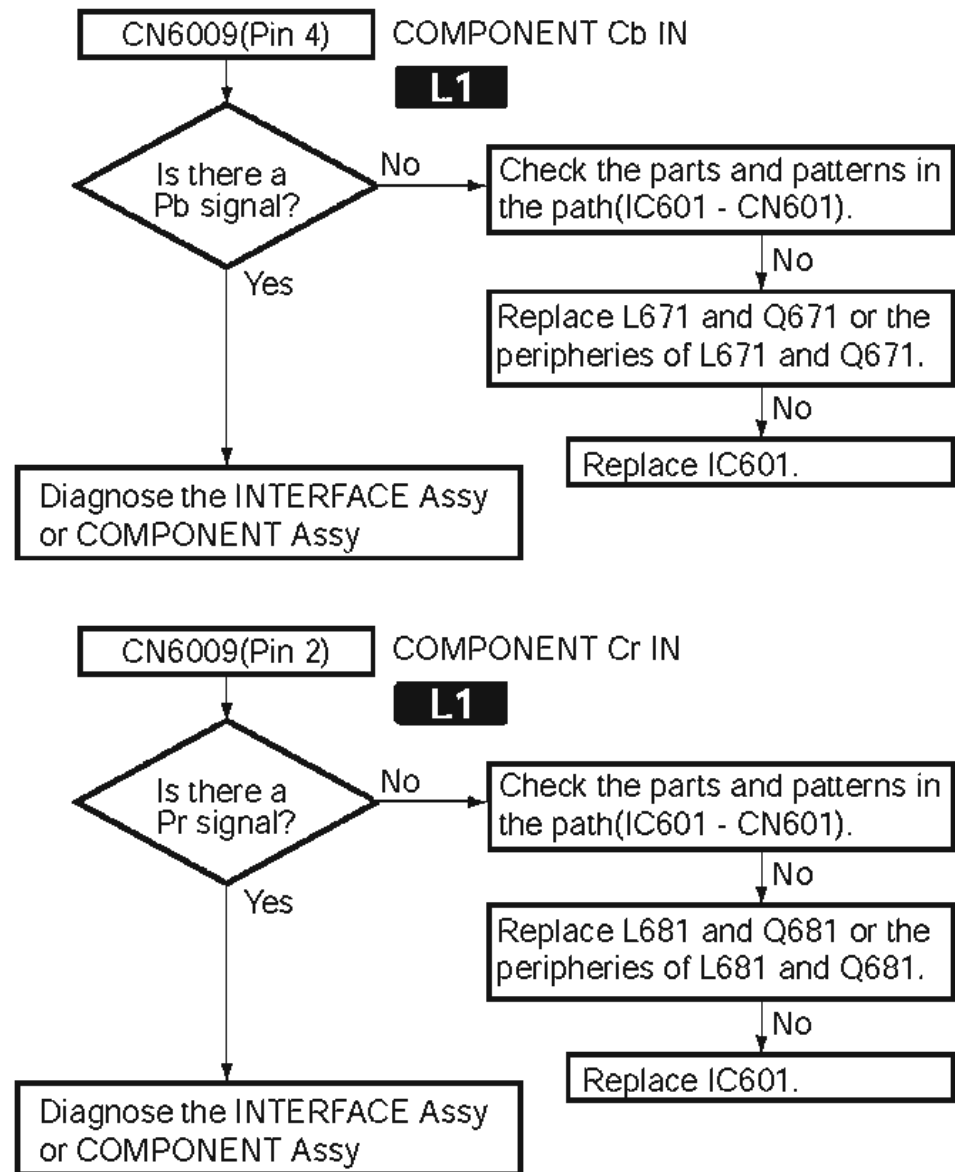 CN6009(Pin 4) COMPONENT Cb IN
L1
Is there a
Pb signal?
No
Check the parts and patterns in
the path(IC601 - CN601).
Yes
No
Replace L671 and Q671 or the
peripheries of L671 and Q671.
No
Replace IC601.
Diagnose the INTERFACE Assy
or COMPONENT Assy
CN6009(Pin 2) COMPONENT Cr IN
L1
Is there a
Pr signal?
No
Check the parts and patterns in
the path(IC601 - CN601).
Yes
No
Replace L681 and Q681 or the
peripheries of L681 and Q681.
No
Replace IC601.
Diagnose the INTERFACE Assy
or COMPONENT Assy